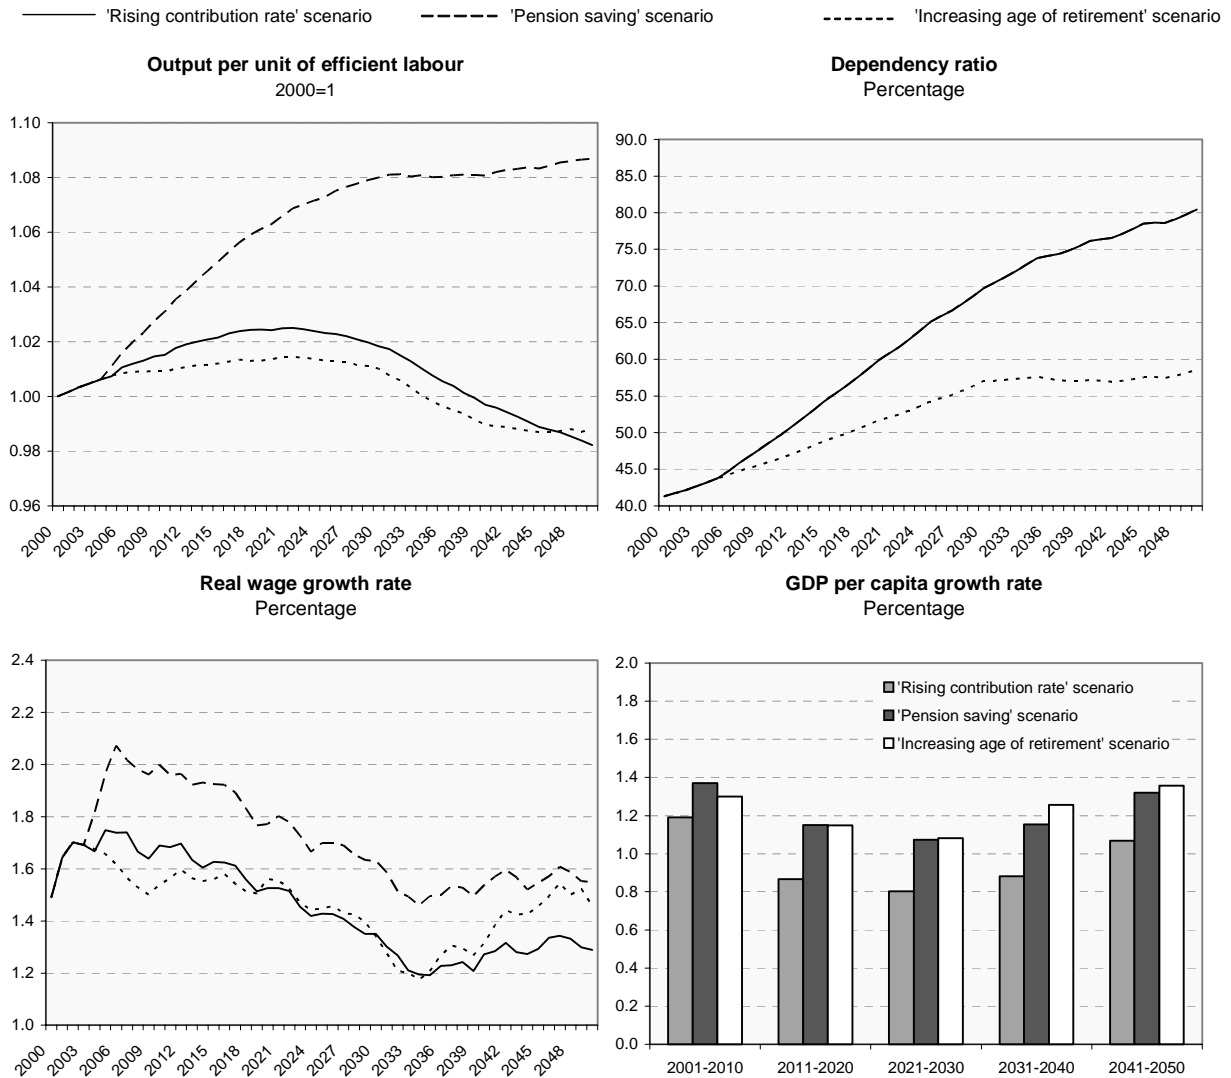 'Rising contribution rate' scenario 'Pension saving' scenario 'Increasing age of retirement' scenario
Output per unit of efficient labour
2000=1
1.10
1.08
1.06
1.04
1.02
1.00
0.98
0.96
2000 2003 2006 2009 2012 2015 2018 2021 2024 2027 2030 2033 2036 2039 2042 2045 2048
Dependency ratio
Percentage
90.0
85.0
80.0
75.0
70.0
65.0
60.0
55.0
50.0
45.0
40.0
2000 2003 2006 2009 2012 2015 2018 2021 2024 2027 2030 2033 2036 2039 2042 2045 2048
Real wage growth rate
Percentage
2.4
2.2
2.0
1.8
1.6
1.4
1.2
1.0
2000 2003 2006 2009 2012 2015 2018 2021 2024 2027 2030 2033 2036 2039 2042 2045 2048
GDP per capita growth rate
Percentage
2.0
1.8
1.6
1.4
1.2
1.0
0.8
0.6
0.4
0.2
0.0
'Rising contribution rate' scenario
'Pension saving' scenario
'Increasing age of retirement' scenario
2001-2010 2011-2020 2021-2030 2031-2040 2041-2050